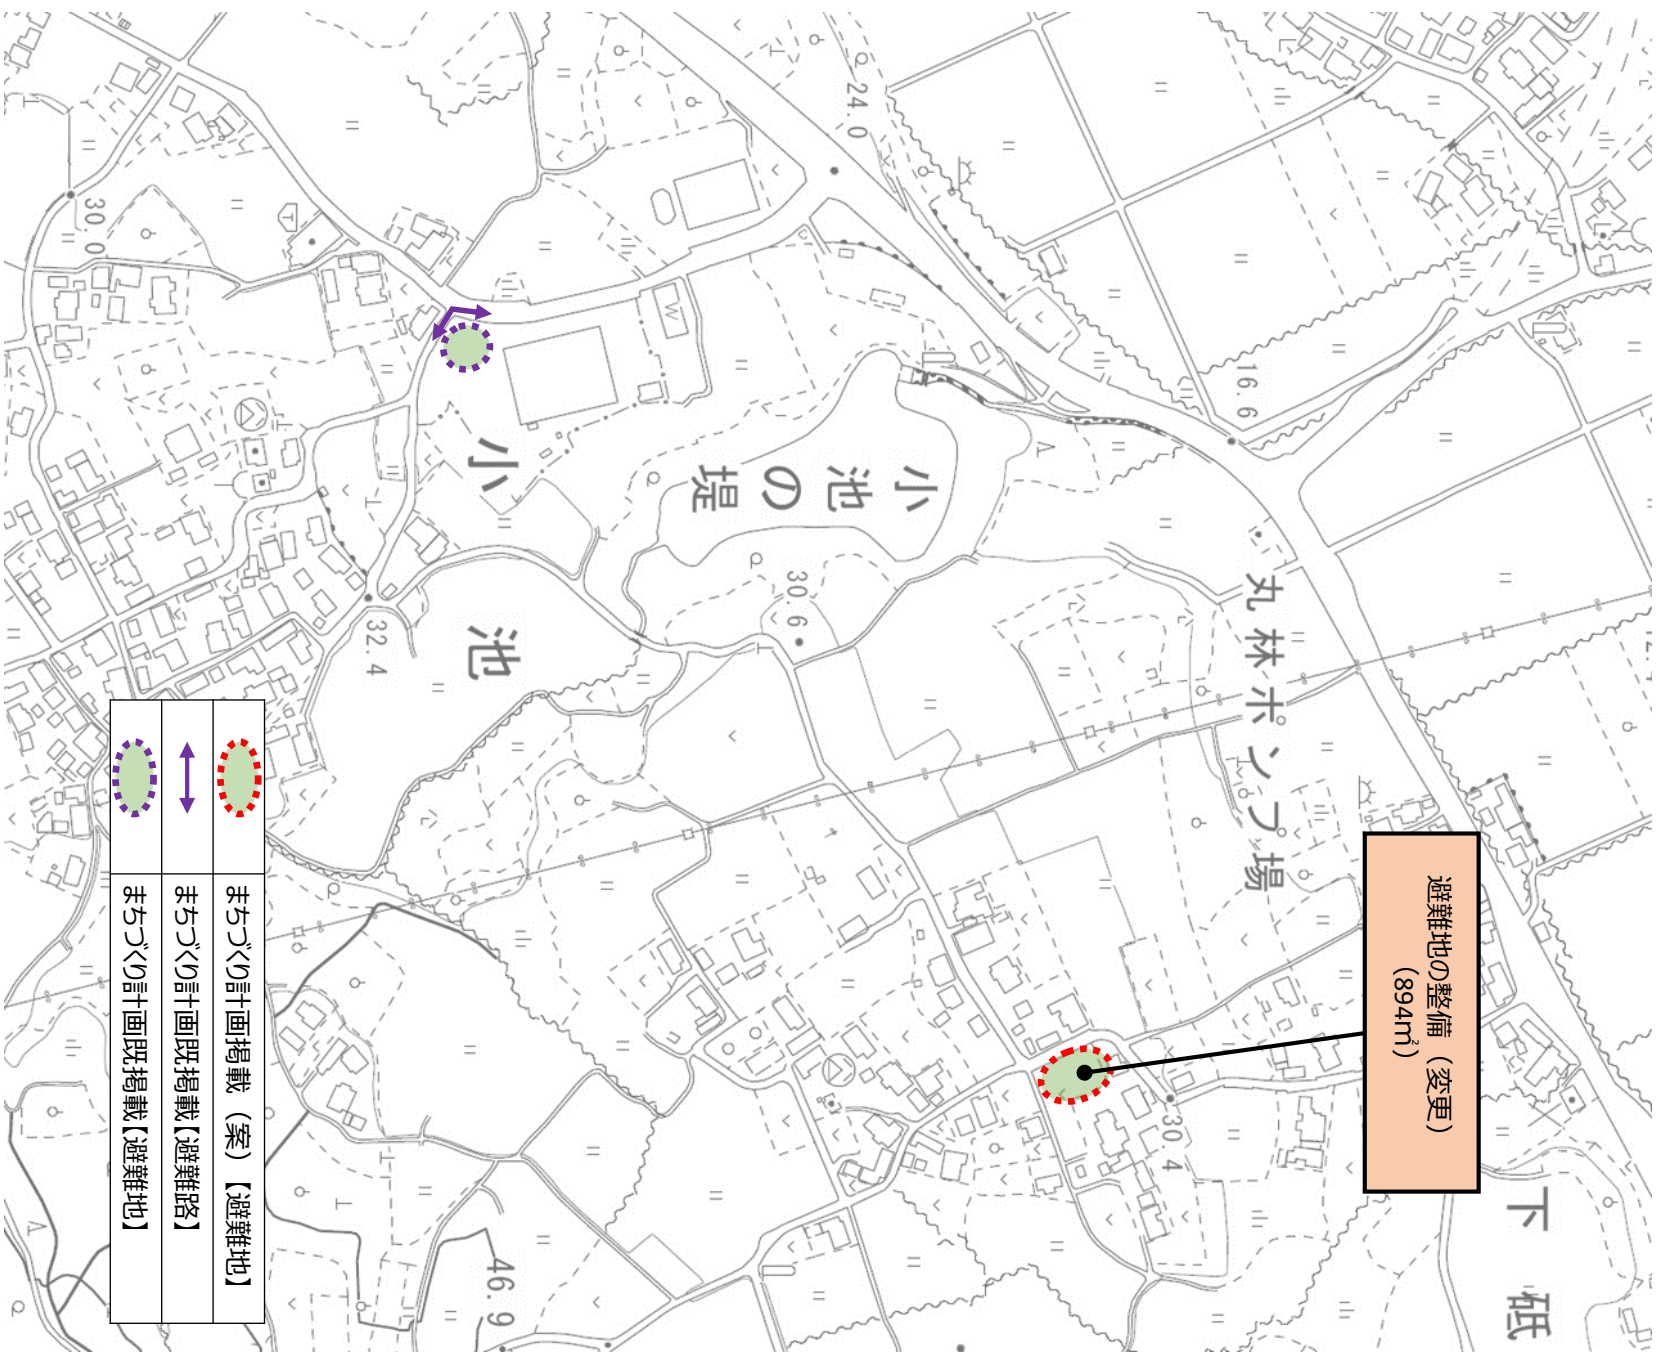 避難地の整備（変更）
（894㎡）
下 砥
丸林ポンプ場
小池の堤
小
池
24.0
16.6
30.0
30.6
32.4
30.4
46.9
W
まちづくり計画掲載（案）【避難地】
まちづくり計画既掲載【避難路】
まちづくり計画既掲載【避難地】